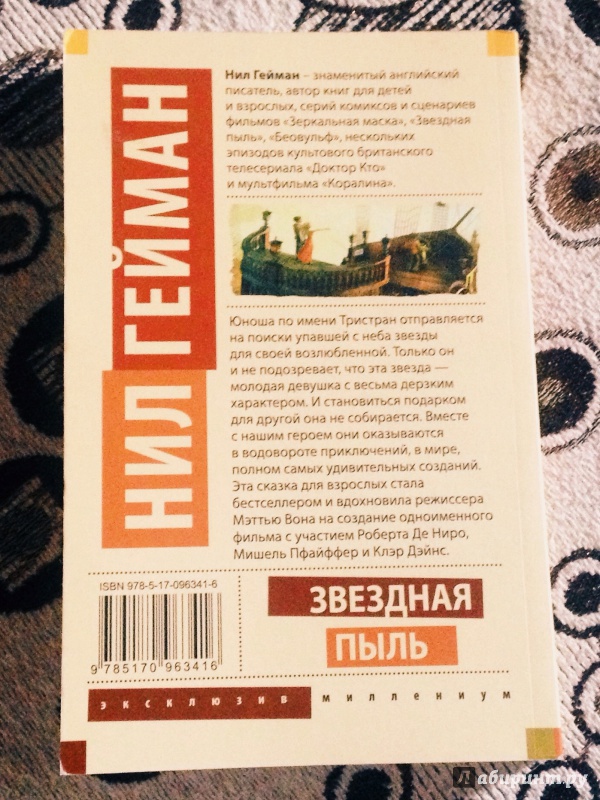 НИЛ ГЕЙМАН
Нил Гейман – знаменитый английский
писатель, автор книг для детей
и взрослых, серий комиксов и сценариев
фильмов «Зеркальная маска», «Звездная
пыль», «Беовульф», нескольких
эпизодов культового британского
телесериала «Доктор Кто»
и мультфильма «Коралина».
Юноша по имени Тристран отправляется
на поиски упавшей с неба звезды
для своей возлюбленной. Только он
и не подозревает, что эта звезда —
молодая девушка с весьма дерзким
характером. И становиться подарком
для другой она не собирается. Вместе
с нашим героем они оказываются
в водовороте приключений, в мире,
полном самых удивительных созданий.
Эта сказка для взрослых стала
бестселлером и вдохновила режиссера
Мэттью Вона на создание одноименного
фильма с участием Роберта Де Ниро,
Мишель Пфайффер и Клэр Дэйнс.
ISBN 978-5-17-096341-6
9 785170 963416
ЗВЕЗДНАЯ
ПЫЛЬ
эксклюзив миллениум
Лабиринт.ру